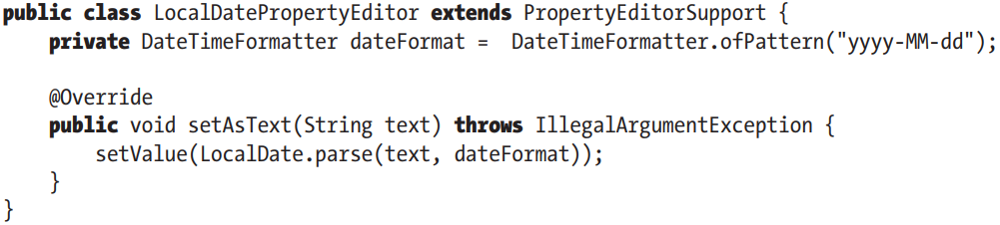 public class LocalDatePropertyEditor extends PropertyEditorSupport {
    private DateTimeFormatter dateFormat =  DateTimeFormatter.ofPattern("yyyy-MM-dd");

    @Override
    public void setAsText(String text) throws IllegalArgumentException {
        setValue(LocalDate.parse(text, dateFormat));
    }
}